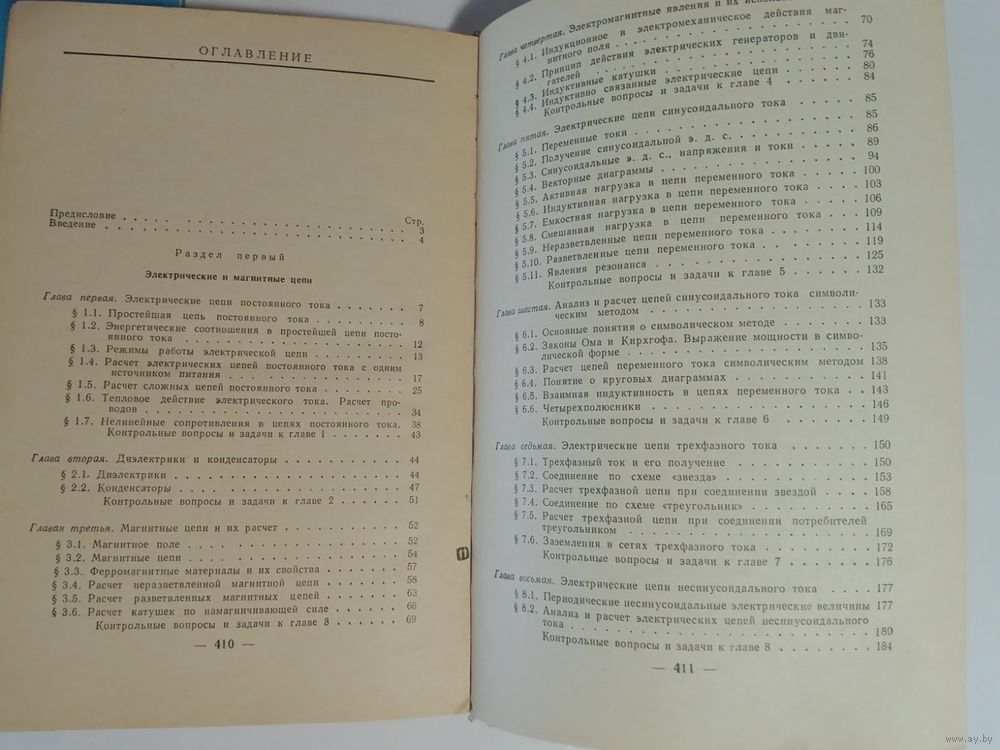 ОГЛАВЛЕНИЕ
Стр.
Предисловие . . . . . . . . . . 3
Введение . . . . . . . . . . 4
Раздел первый
Электрические и магнитные цепи
Глава первая. Электрические цепи постоянного тока . . . . . . 7
§ 1.1. Простейшая цепь постоянного тока . . . . . . 8
§ 1.2. Энергетические соотношения в простейшей цепи посто-
янного тока . . . . . . 12
§ 1.3. Режимы работы электрической цепи . . . . . . 13
§ 1.4. Расчет электрических цепей постоянного тока с одним
источником питания . . . . . . 17
§ 1.5. Расчет сложных цепей постоянного тока . . . . . . 25
§ 1.6. Тепловое действие электрического тока. Расчет про-
водов . . . . . . 34
§ 1.7. Нелинейные сопротивления в цепях постоянного тока. 38
Контрольные вопросы и задачи к главе 1 . . . . . . 43
Глава вторая. Диэлектрики и конденсаторы . . . . . . 44
§ 2.1. Диэлектрики . . . . . . 44
§ 2.2. Конденсаторы . . . . . . 47
Контрольные вопросы и задачи к главе 2 . . . . . . 51
Главая третья. Магнитные цепи и их расчет . . . . . . 52
§ 3.1. Магнитное поле . . . . . . 52
§ 3.2. Магнитные цепи . . . . . . 54
§ 3.3. Ферромагнитные материалы и их свойства . . . . . . 57
§ 3.4. Расчет неразветвленной магнитной цепи . . . . . . 58
§ 3.5. Расчет разветвленных магнитных цепей . . . . . . 63
§ 3.6. Расчет катушек по намагничивающей силе . . . . . . 66
Контрольные вопросы и задачи к главе 3 . . . . . . 69
— 410 —
Глава четвертая. Электромагнитные явления и их
§ 4.1. Индукционное и электромеханическое действия маг-
нитного поля . . . . . . 70
§ 4.2. Принцип действия электрических генераторов и дви-
гателей . . . . . . 74
§ 4.3. Индуктивные катушки . . . . . . 76
§ 4.4. Индуктивно связанные электрические цепи . . . . . . 80
Контрольные вопросы и задачи к главе 4 . . . . . . 84
Глава пятая. Электрические цепи синусоидального тока . . . . . . 85
§ 5.1. Переменные токи . . . . . . 85
§ 5.2. Получение синусоидальной э. д. с. . . . . . . 86
§ 5.3. Синусоидальные э. д. с., напряжения и токи . . . . . . 89
§ 5.4. Векторные диаграммы . . . . . . 94
§ 5.5. Активная нагрузка в цепи переменного тока . . . . . . 100
§ 5.6. Индуктивная нагрузка в цепи переменного тока . . . . . . 103
§ 5.7. Емкостная нагрузка в цепи переменного тока . . . . . . 106
§ 5.8. Смешанная нагрузка в цепи переменного тока . . . . . . 109
§ 5.9. Неразветвленные цепи переменного тока . . . . . . 114
§ 5.10. Разветвленные цепи переменного тока . . . . . . 119
§ 5.11. Явления резонанса . . . . . . 125
Контрольные вопросы и задачи к главе 5 . . . . . . 132
Глава шестая. Анализ и расчет цепей синусоидального тока символи-
ческим методом . . . . . . 133
§ 6.1. Основные понятия о символическом методе . . . . . . 133
§ 6.2. Законы Ома и Кирхгофа. Выражение мощности в симво-
лической форме . . . . . . 135
§ 6.3. Расчет цепей переменного тока символическим методом 138
§ 6.4. Понятие о круговых диаграммах . . . . . . 141
§ 6.5. Взаимная индуктивность в цепях переменного тока . . 143
§ 6.6. Четырехполюсники . . . . . . 146
Контрольные вопросы и задачи к главе 6 . . . . . . 149
Глава седьмая. Электрические цепи трехфазного тока . . . . . . 150
§ 7.1. Трехфазный ток и его получение . . . . . . 150
§ 7.2. Соединение по схеме «звезда» . . . . . . 153
§ 7.3. Расчет трехфазной цепи при соединении звездой . . . . 158
§ 7.4. Соединение по схеме «треугольник» . . . . . . 165
§ 7.5. Расчет трехфазной цепи при соединении потребителей
треугольником . . . . . . 169
§ 7.6. Заземления в сетях трехфазного тока . . . . . . 172
Контрольные вопросы и задачи к главе 7 . . . . . . 176
Глава восьмая. Электрические цепи несинусоидального тока . . . . 177
§ 8.1. Периодические несинусоидальные электрические величины 177
§ 8.2. Анализ и расчет электрических цепей несинусоидального
тока . . . . . . 180
Контрольные вопросы и задачи к главе 8 . . . . . . 184
— 411 —
www.ay.by